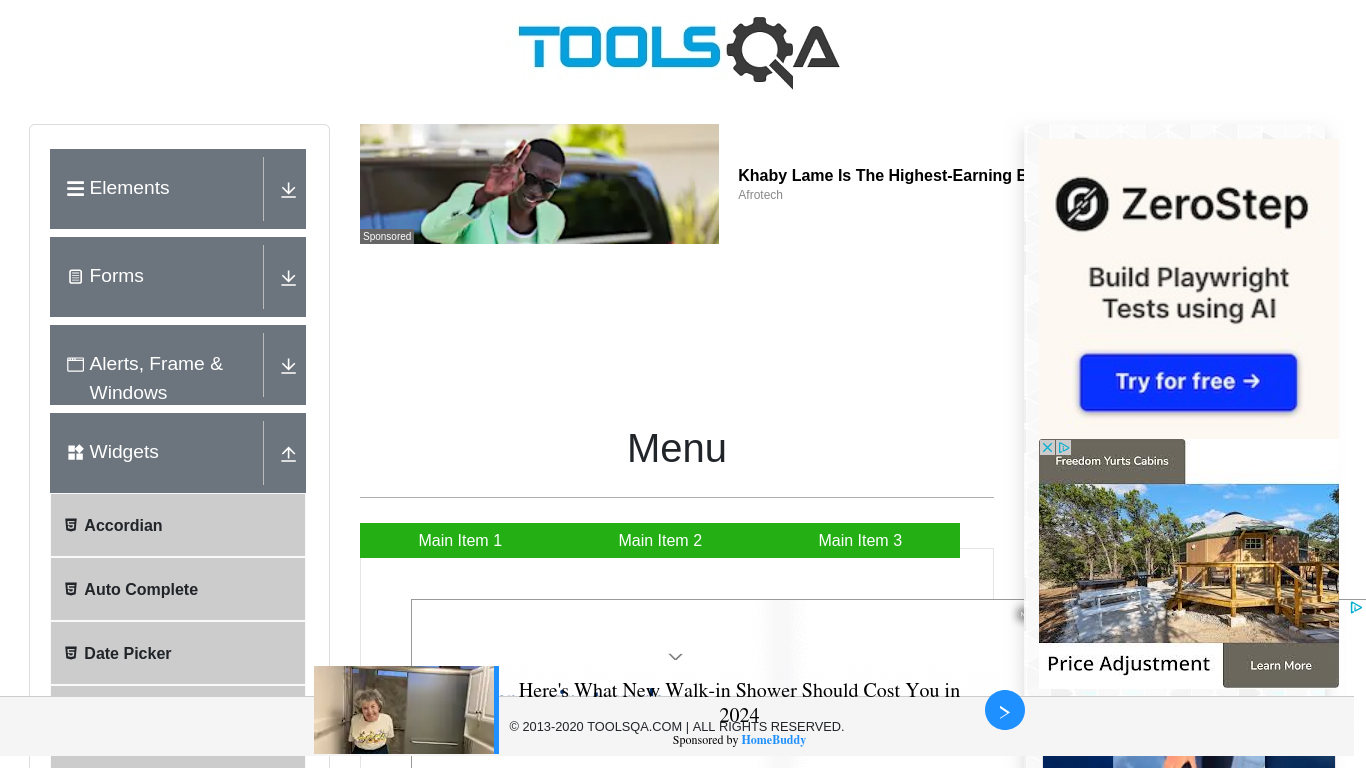 TOOLSQA
Elements
Forms
Alerts, Frame &
Windows
Widgets
Accordian
Auto Complete
Date Picker
Sponsored
Khaby Lame Is The Highest-Earning
Afrotech
Menu
Main Item 1
Main Item 2
Main Item 3
ZeroStep
Build Playwright
Tests using AI
Try for free →
Freedom Yurts Cabins
Price Adjustment
Learn More
Here's What New Walk-in Shower Should Cost You in
2024
© 2013-2020 TOOLSQA.COM | ALL RIGHTS RESERVED.
Sponsored by HomeBuddy